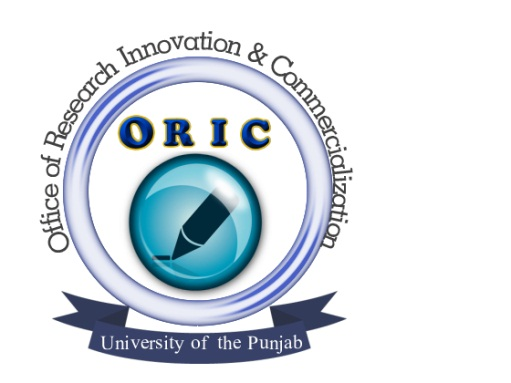 Office of Research Innovation & Commercialization
ORIC
University of the Punjab